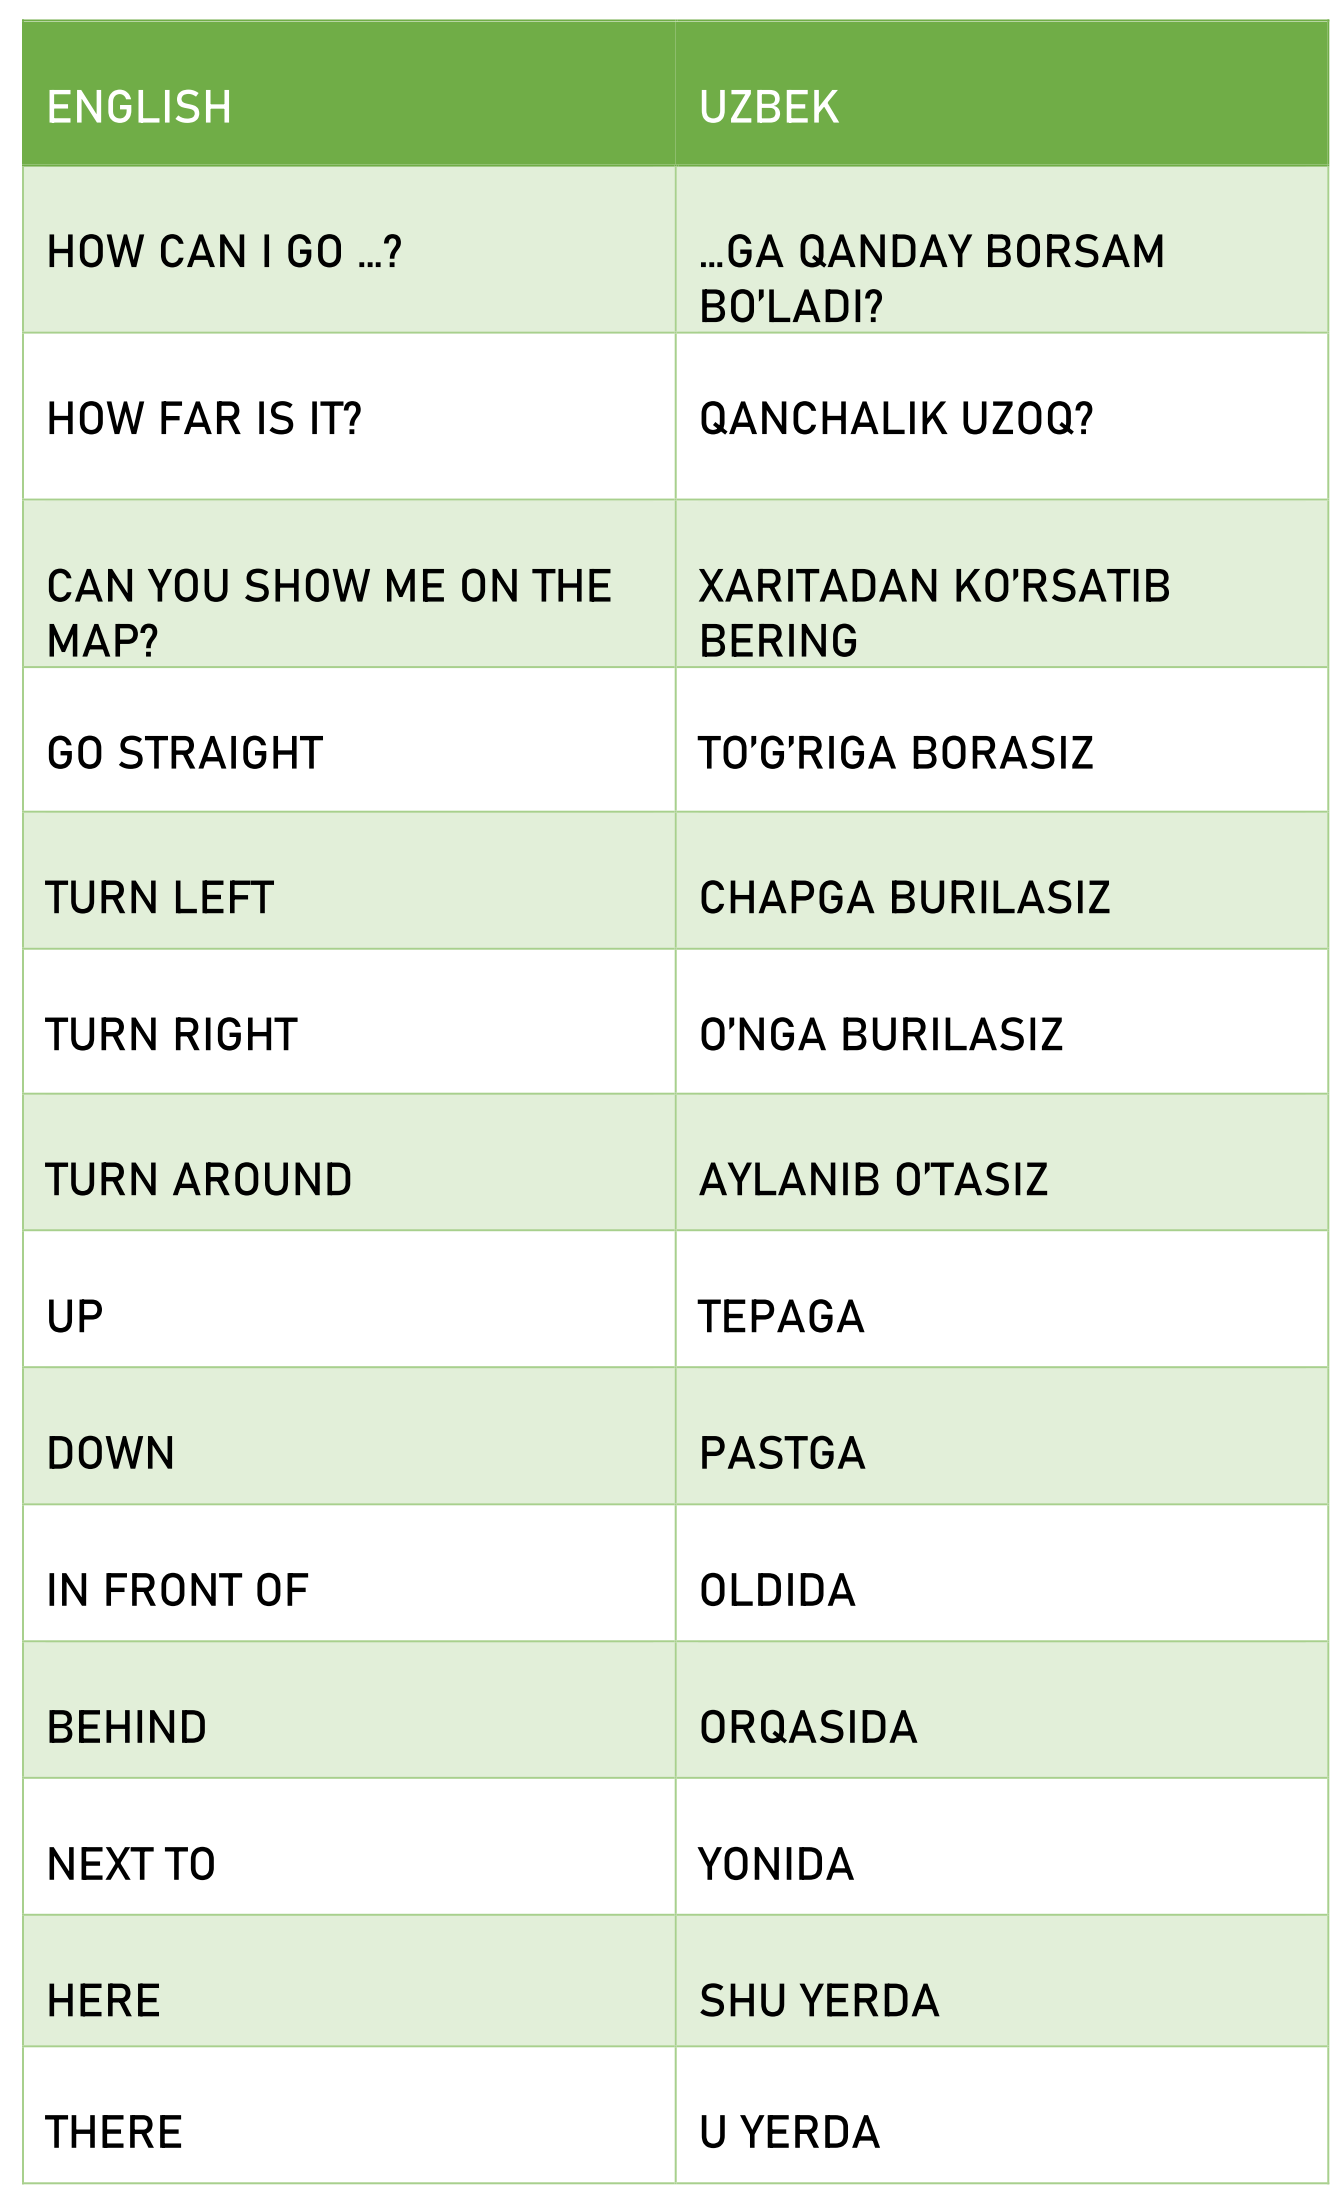 ENGLISH UZBEK
HOW CAN I GO ...? ...GA QANDAY BORSAM
BO'LADI?
HOW FAR IS IT? QANCHALIK UZOQ?
CAN YOU SHOW ME ON THE
MAP?
XARITADAN KO'RSATIB
BERING
GO STRAIGHT TO'G'RIGA BORASIZ
TURN LEFT CHAPGA BURILASIZ
TURN RIGHT O'NGA BURILASIZ
TURN AROUND AYLANIB O'TASIZ
UP TEPAGA
DOWN PASTGA
IN FRONT OF OLDIDA
BEHIND ORQASIDA
NEXT TO YONIDA
HERE SHU YERDA
THERE U YERDA